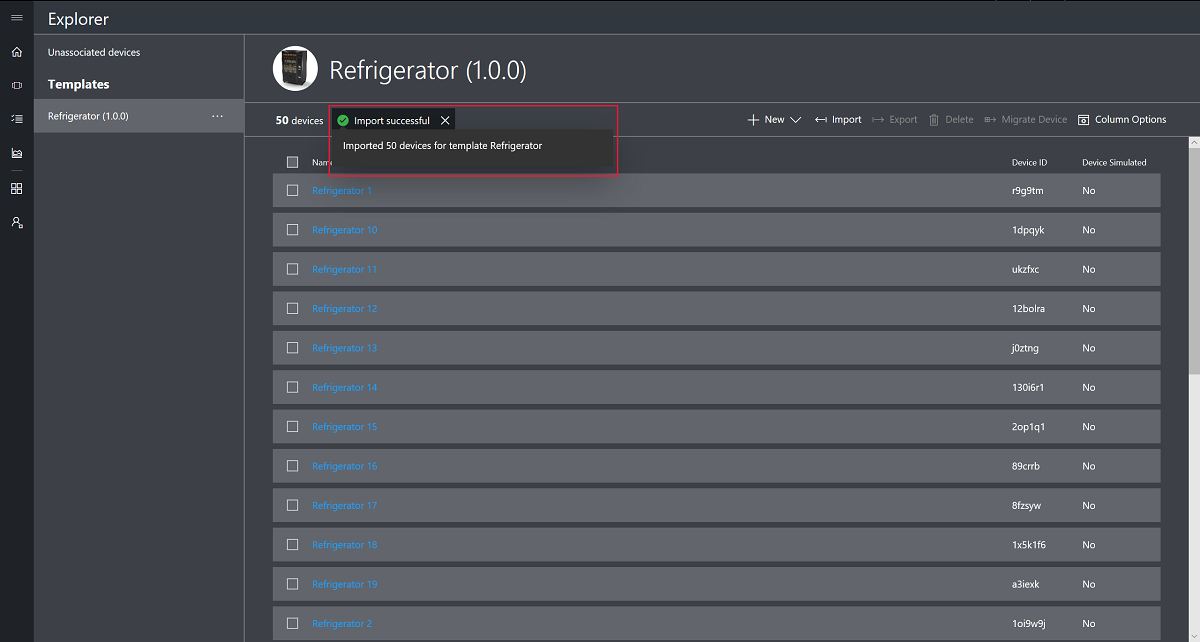 Explorer
Unassociated devices
Templates
Refrigerator (1.0.0)
...
Refrigerator (1.0.0)
50 devices
Import successful
Imported 50 devices for template Refrigerator
New
Import
Export
Delete
Migrate Device
Column Options
Device ID
Device Simulated
Refrigerator 1 r9g9tm No
Refrigerator 10 1dpqyk No
Refrigerator 11 ukzfxc No
Refrigerator 12 12bolra No
Refrigerator 13 j0ztng No
Refrigerator 14 130i6r1 No
Refrigerator 15 2op1q1 No
Refrigerator 16 89crrb No
Refrigerator 17 8fzsyw No
Refrigerator 18 1x5k1f6 No
Refrigerator 19 a3iexk No
Refrigerator 2 1oi9w9j No